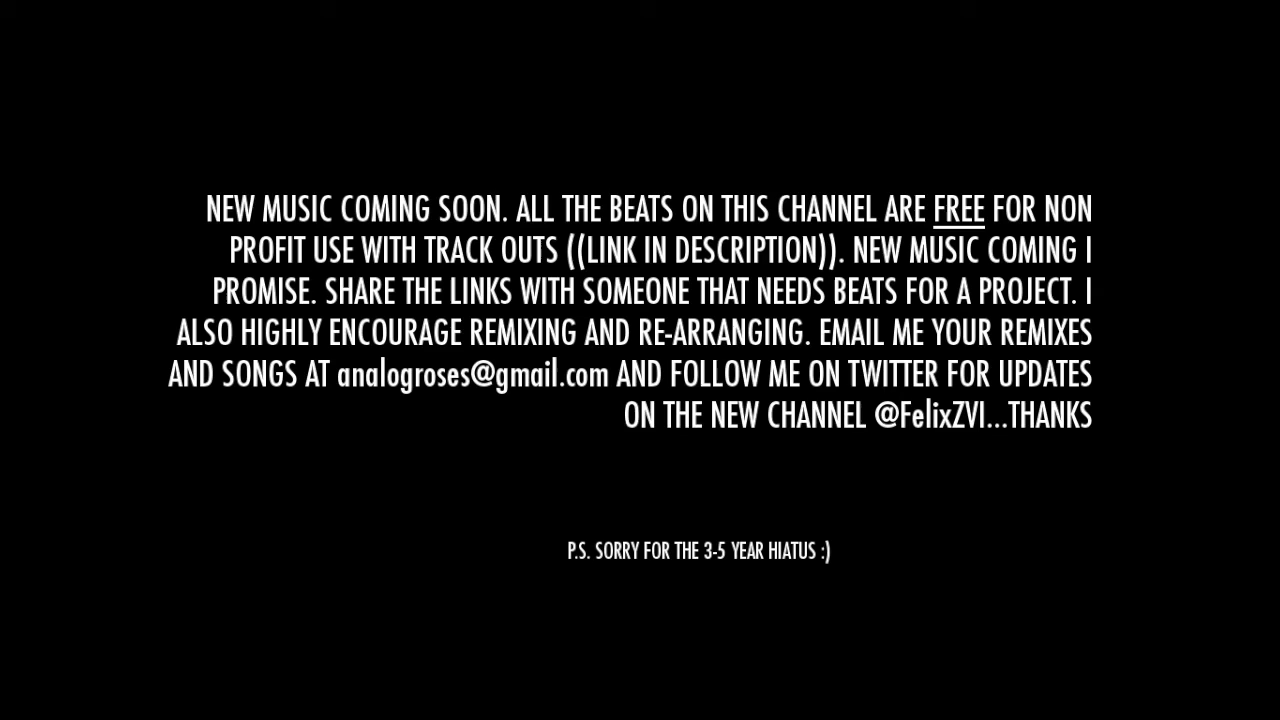 NEW MUSIC COMING SOON. ALL THE BEATS ON THIS CHANNEL ARE FREE FOR NON
PROFIT USE WITH TRACK OUTS ((LINK IN DESCRIPTION)). NEW MUSIC COMING I
PROMISE. SHARE THE LINKS WITH SOMEONE THAT NEEDS BEATS FOR A PROJECT. I
ALSO HIGHLY ENCOURAGE REMIXING AND RE-ARRANGING. EMAIL ME YOUR REMIXES
AND SONGS AT analogroses@gmail.com AND FOLLOW ME ON TWITTER FOR UPDATES
ON THE NEW CHANNEL @FelixZVI...THANKS
P.S. SORRY FOR THE 3-5 YEAR HIATUS :)